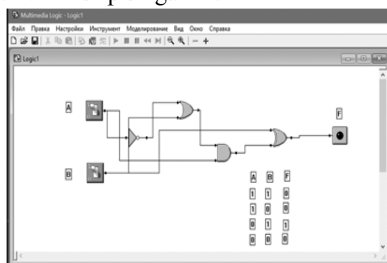 Multimedia Logic - Logic1
Файл Правка Настройки Инструмент Моделирование Вид Окно Справка
Logic1
A
F
B
A B F
1 1 0
1 0 0
0 1 1
0 0 0